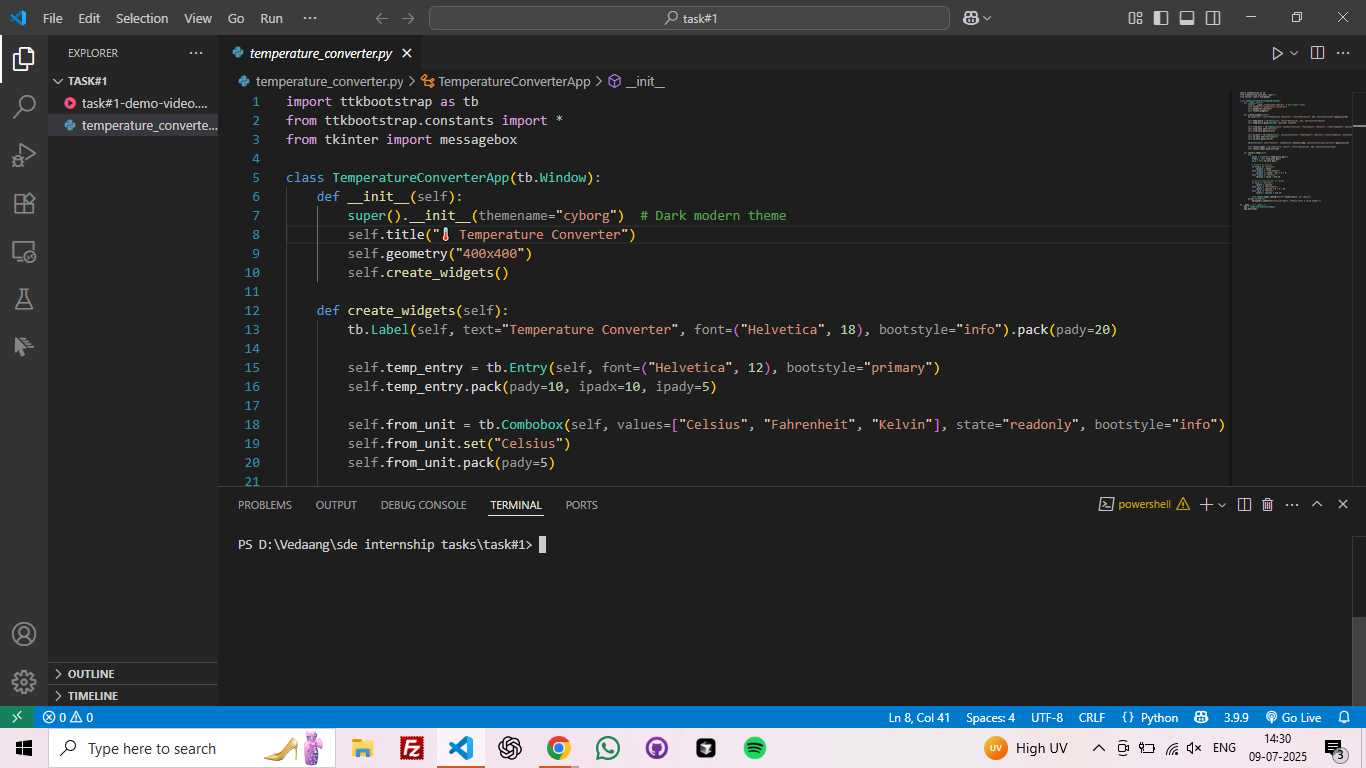 File Edit Selection View Go Run ··· task#1
EXPLORER ···
TASK#1
task#1-demo-video....
temperature_converte...
OUTLINE
TIMELINE
temperature_converter.py
temperature_converter.py > TemperatureConverterApp > __init__
1 import ttkbootstrap as tb
2 from ttkbootstrap.constants import *
3 from tkinter import messagebox
4
5 class TemperatureConverterApp(tb.Window):
6 def __init__(self):
7 super().__init__(themename="cyborg")  # Dark modern theme
8 self.title("🌡 Temperature Converter")
9 self.geometry("400x400")
10 self.create_widgets()
11
12 def create_widgets(self):
13 tb.Label(self, text="Temperature Converter", font=("Helvetica", 18), bootstyle="info").pack(pady=20)
14
15 self.temp_entry = tb.Entry(self, font=("Helvetica", 12), bootstyle="primary")
16 self.temp_entry.pack(pady=10, ipadx=10, ipady=5)
17
18 self.from_unit = tb.Combobox(self, values=["Celsius", "Fahrenheit", "Kelvin"], state="readonly", bootstyle="info")
19 self.from_unit.set("Celsius")
20 self.from_unit.pack(pady=5)
21
PROBLEMS OUTPUT DEBUG CONSOLE TERMINAL PORTS powershell
PS D:\Vedaang\sde internship tasks\task#1>
0 0 Ln 8, Col 41 Spaces: 4 UTF-8 CRLF {} Python 3.9.9 Go Live
Type here to search UV High UV ENG 14:30
09-07-2025 3